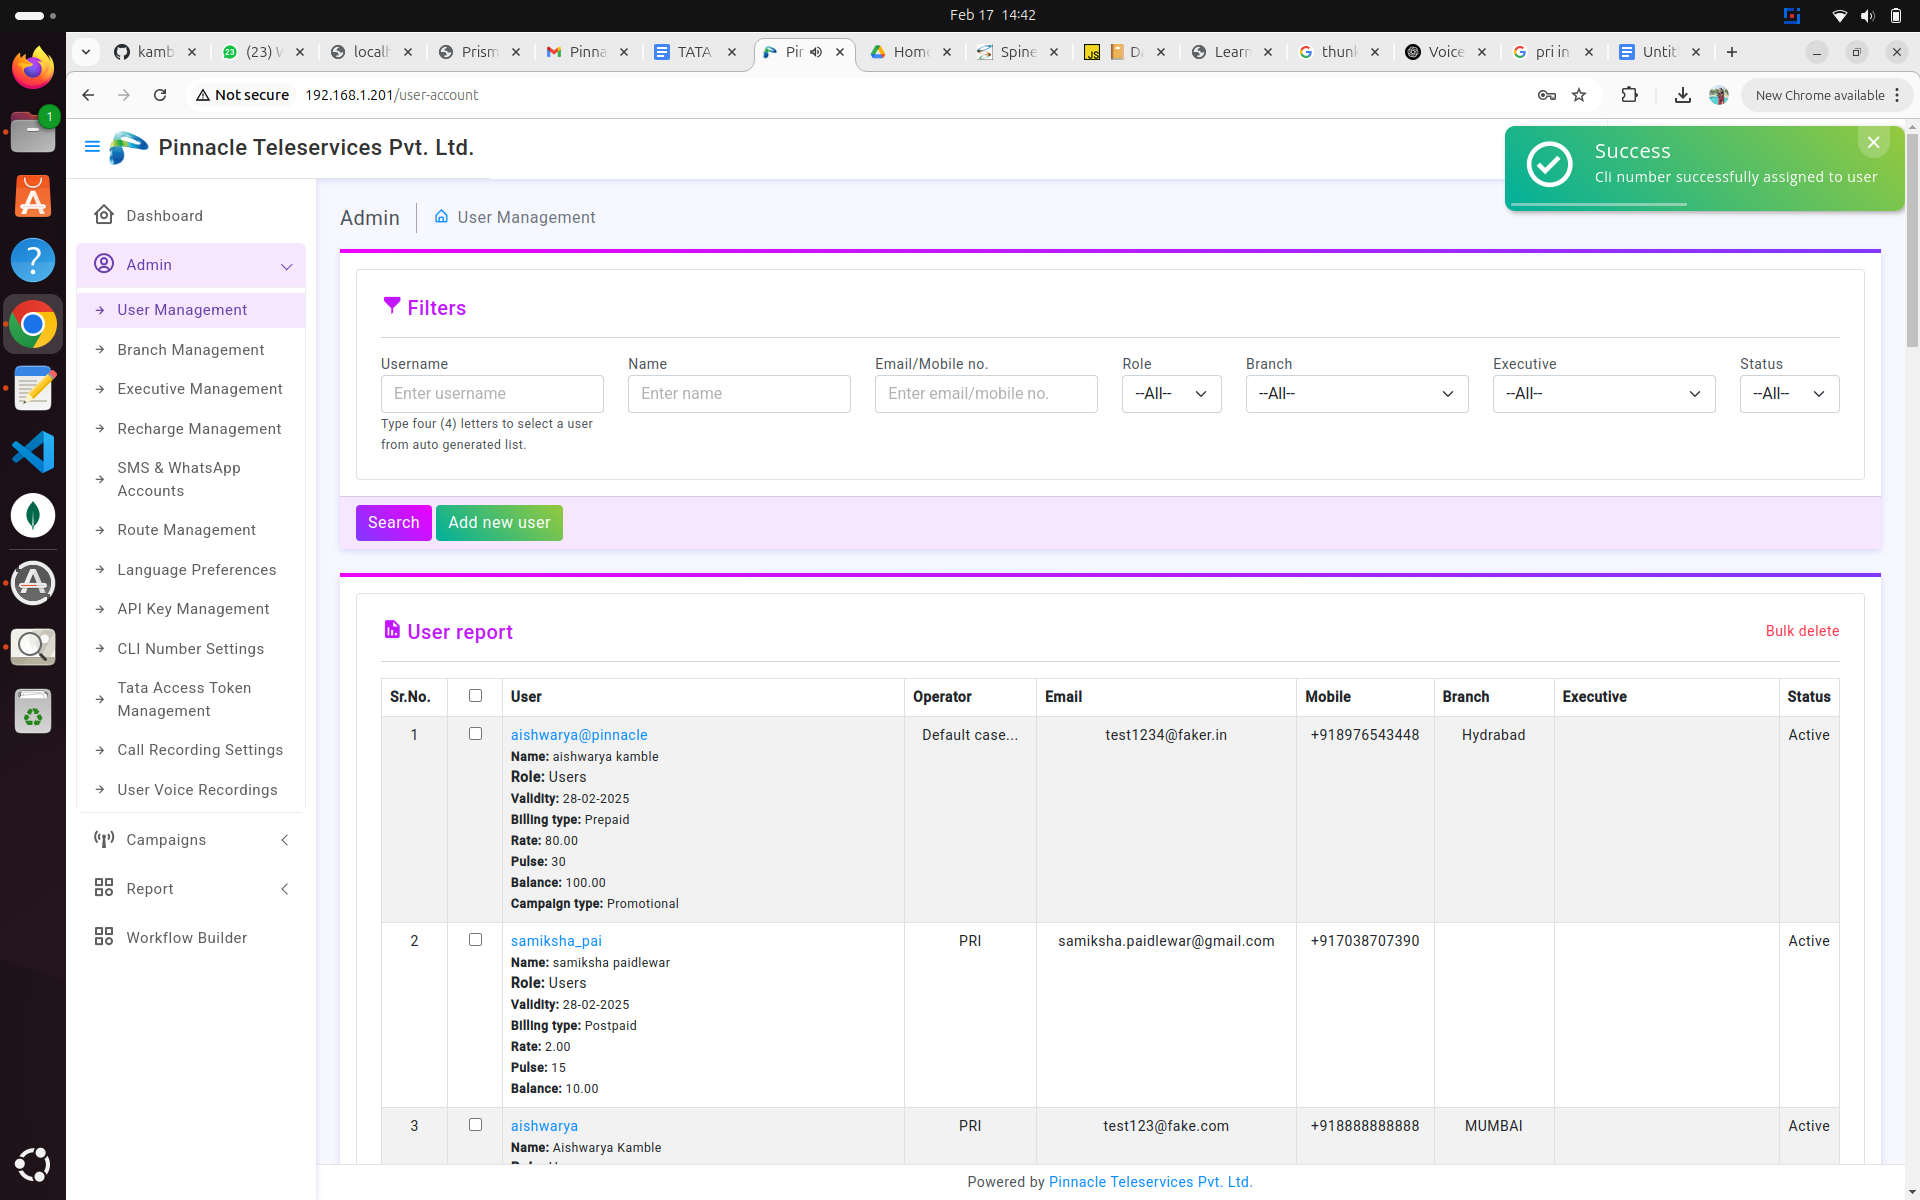 Feb 17 14:42
kamb
(23) W
localh
Prism
Pinna
TATA
Pin
Home
Spine
Da
Learn
thunk
Voice
pri in
Untit
Not secure 192.168.1.201/user-account
New Chrome available
1
Pinnacle Teleservices Pvt. Ltd.
Success
Cli number successfully assigned to user
Dashboard
Admin
User Management
Branch Management
Executive Management
Recharge Management
SMS & WhatsApp
Accounts
Route Management
Language Preferences
API Key Management
CLI Number Settings
Tata Access Token
Management
Call Recording Settings
User Voice Recordings
Campaigns
Report
Workflow Builder
Admin User Management
Filters
Username Name Email/Mobile no. Role Branch Executive Status
Enter username Enter name Enter email/mobile no. --All-- --All-- --All-- --All--
Type four (4) letters to select a user
from auto generated list.
Search Add new user
User report Bulk delete
Sr.No. User Operator Email Mobile Branch Executive Status
1 aishwarya@pinnacle Default case... test1234@faker.in +918976543448 Hydrabad Active
Name: aishwarya kamble
Role: Users
Validity: 28-02-2025
Billing type: Prepaid
Rate: 80.00
Pulse: 30
Balance: 100.00
Campaign type: Promotional
2 samiksha_pai PRI samiksha.paidlewar@gmail.com +917038707390 Active
Name: samiksha paidlewar
Role: Users
Validity: 28-02-2025
Billing type: Postpaid
Rate: 2.00
Pulse: 15
Balance: 10.00
3 aishwarya PRI test123@fake.com +918888888888 MUMBAI Active
Name: Aishwarya Kamble
Powered by Pinnacle Teleservices Pvt. Ltd.